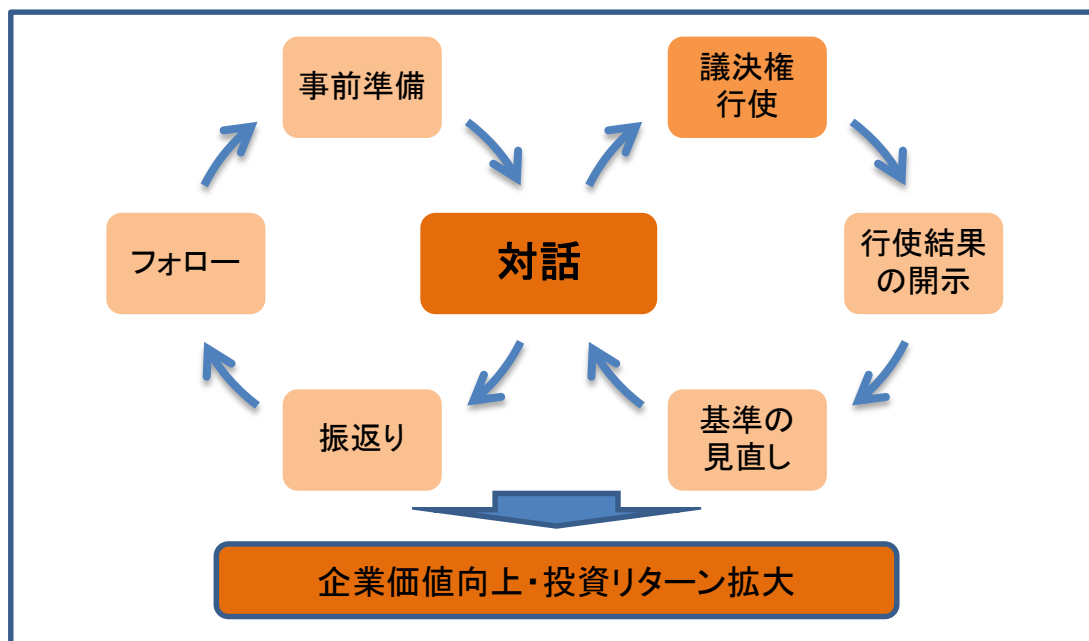 事前準備
議決権
行使
フォロー
対話
行使結果
の開示
振返り
基準の
見直し
企業価値向上・投資リターン拡大